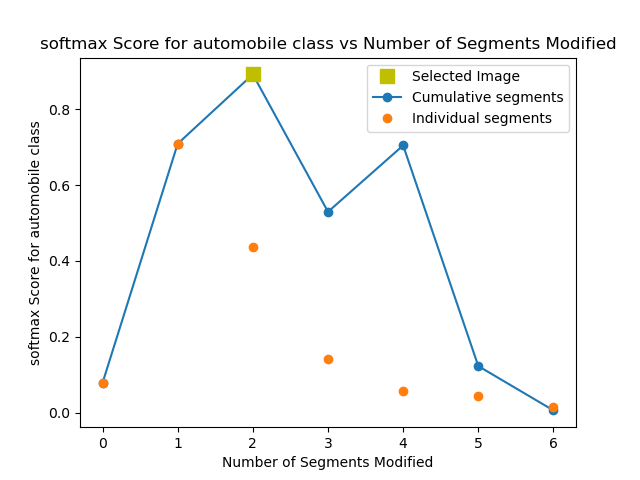 softmax Score for automobile class vs Number of Segments Modified
Selected Image
Cumulative segments
Individual segments
softmax Score for automobile class
0.8
0.6
0.4
0.2
0.0
0 1 2 3 4 5 6
Number of Segments Modified